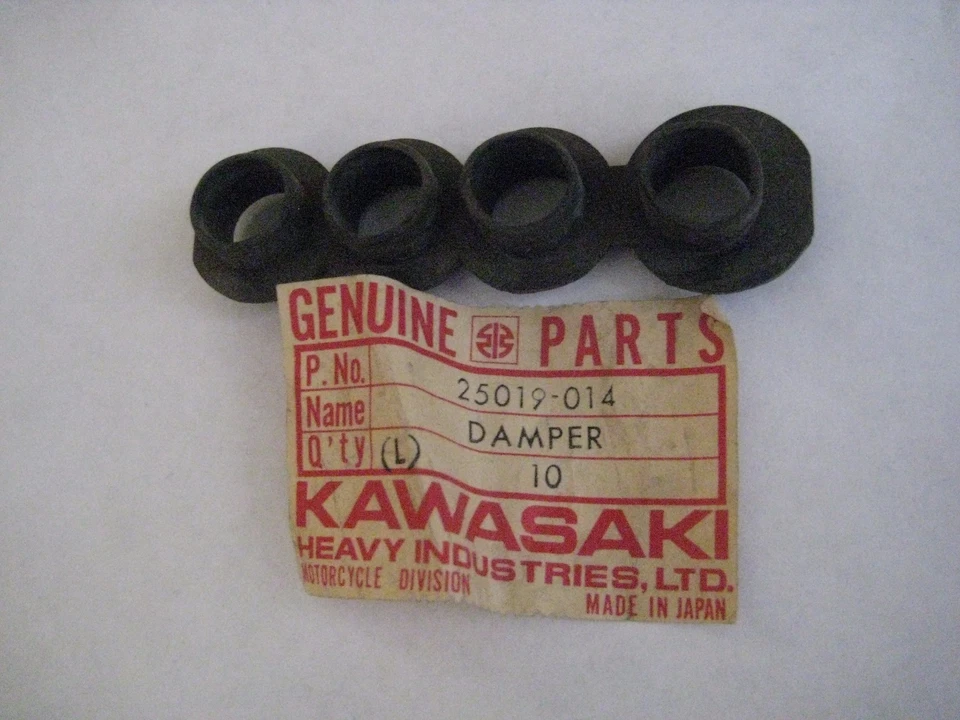 GENUINE PARTS
P. No. 25019-014
Name DAMPER
Q'ty (L) 10
KAWASAKI
HEAVY INDUSTRIES, LTD.
MOTORCYCLE DIVISION
MADE IN JAPAN